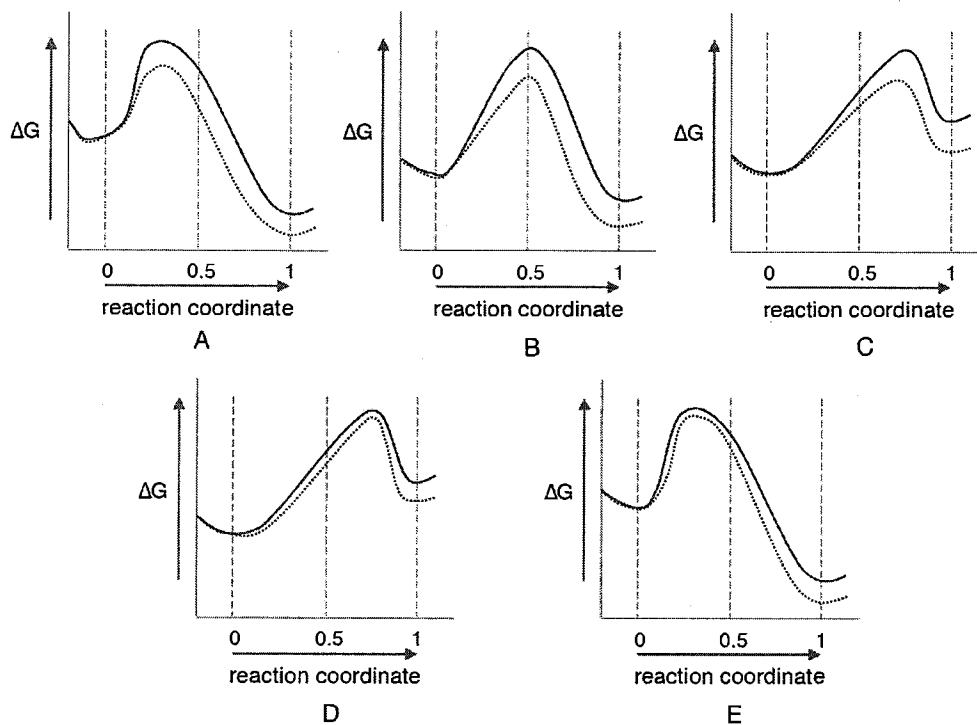 ΔG ΔG ΔG
0 0.5 1 0 0.5 1 0 0.5 1
reaction coordinate reaction coordinate reaction coordinate
A B C
ΔG ΔG
0 0.5 1 0 0.5 1
reaction coordinate reaction coordinate
D E